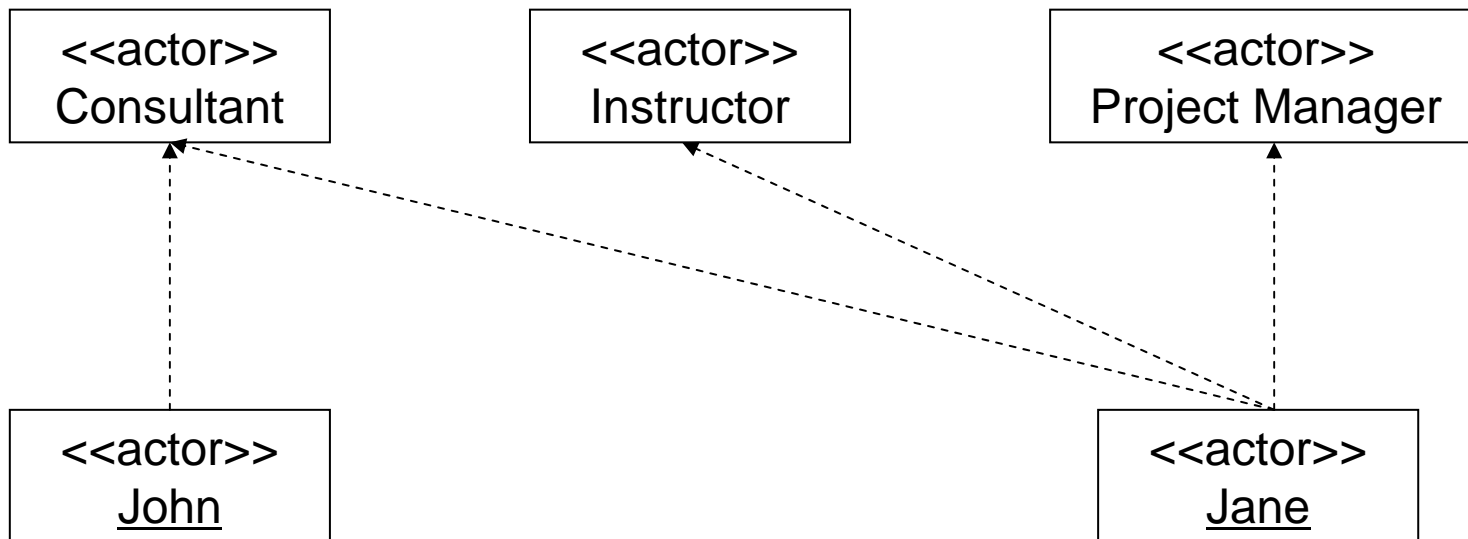 <<actor>>
Consultant
<<actor>>
Instructor
<<actor>>
Project Manager
<<actor>>
John
<<actor>>
Jane